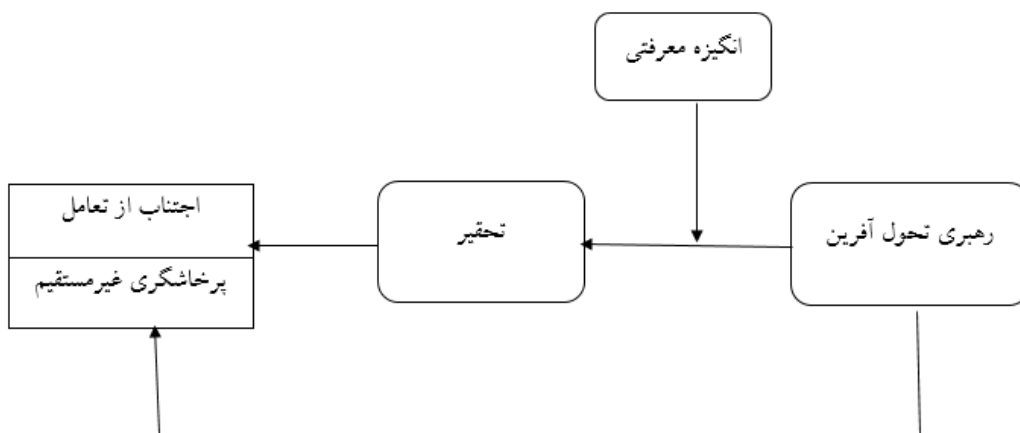 انگیزه معرفتی
رهبری تحول آفرین
تحقیر
اجتناب از تعامل
پرخاشگری غیرمستقیم